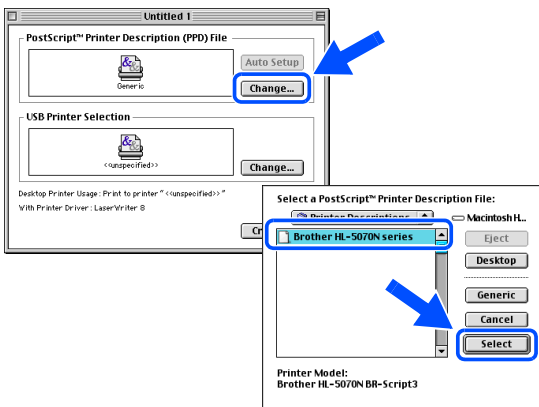 Untitled 1
PostScript™ Printer Description (PPD) File
Generic
Auto Setup
Change...
USB Printer Selection
<<unspecified>>
Change...
Desktop Printer Usage: Print to printer "<<unspecified>>"
With Printer Driver: LaserWriter 8
Cr
Select a PostScript™ Printer Description File:
Printer Descriptions
Macintosh H...
Brother HL-5070N series
Eject
Desktop
Generic
Cancel
Select
Printer Model:
Brother HL-5070N BR-Script3